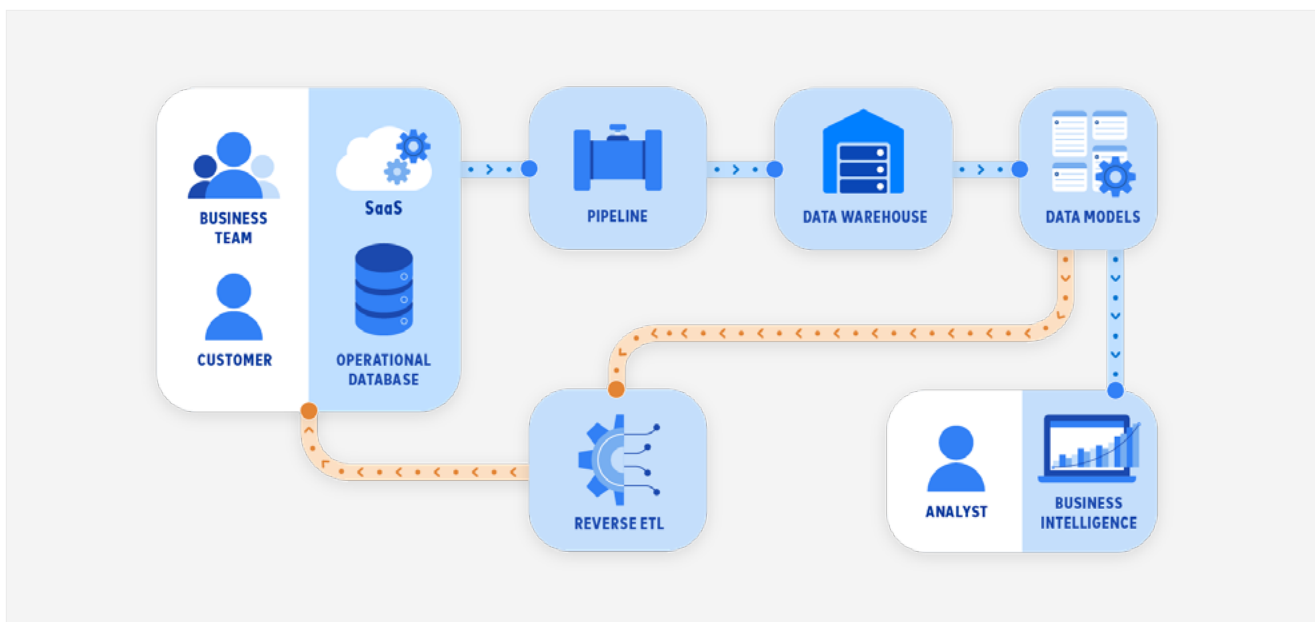 BUSINESS
TEAM
CUSTOMER
SaaS
OPERATIONAL
DATABASE
PIPELINE
DATA WAREHOUSE
DATA MODELS
REVERSE ETL
ANALYST
BUSINESS
INTELLIGENCE